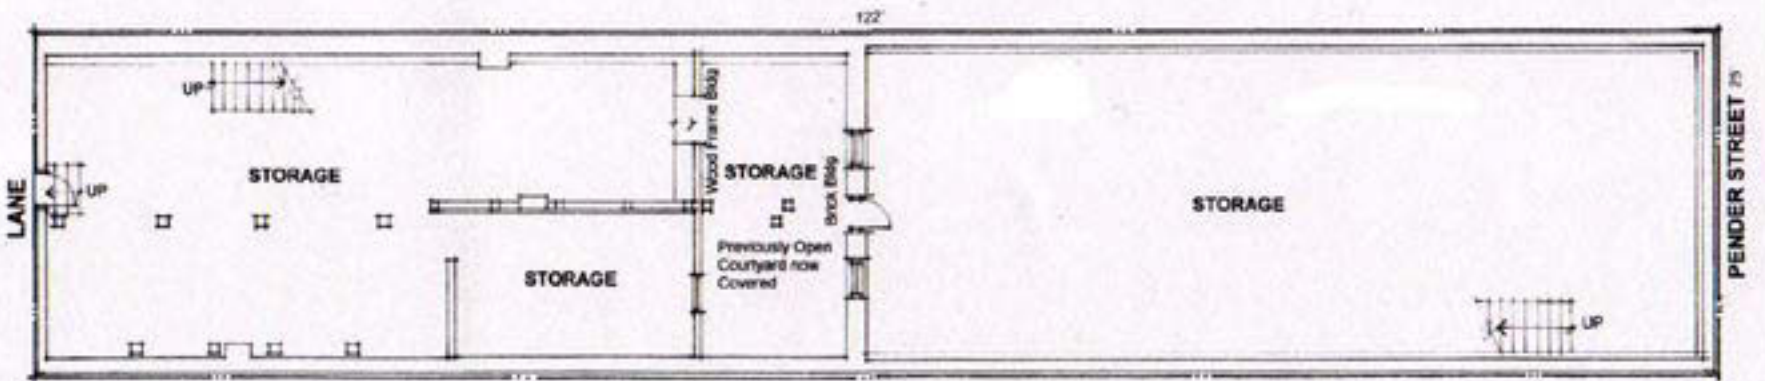 122'
UP
Wood Frame Bldg
STORAGE
STORAGE
Brick Bldg
STORAGE
LANE
UP
PENDER STREET 25
Previously Open
Courtyard now
Covered
STORAGE
UP